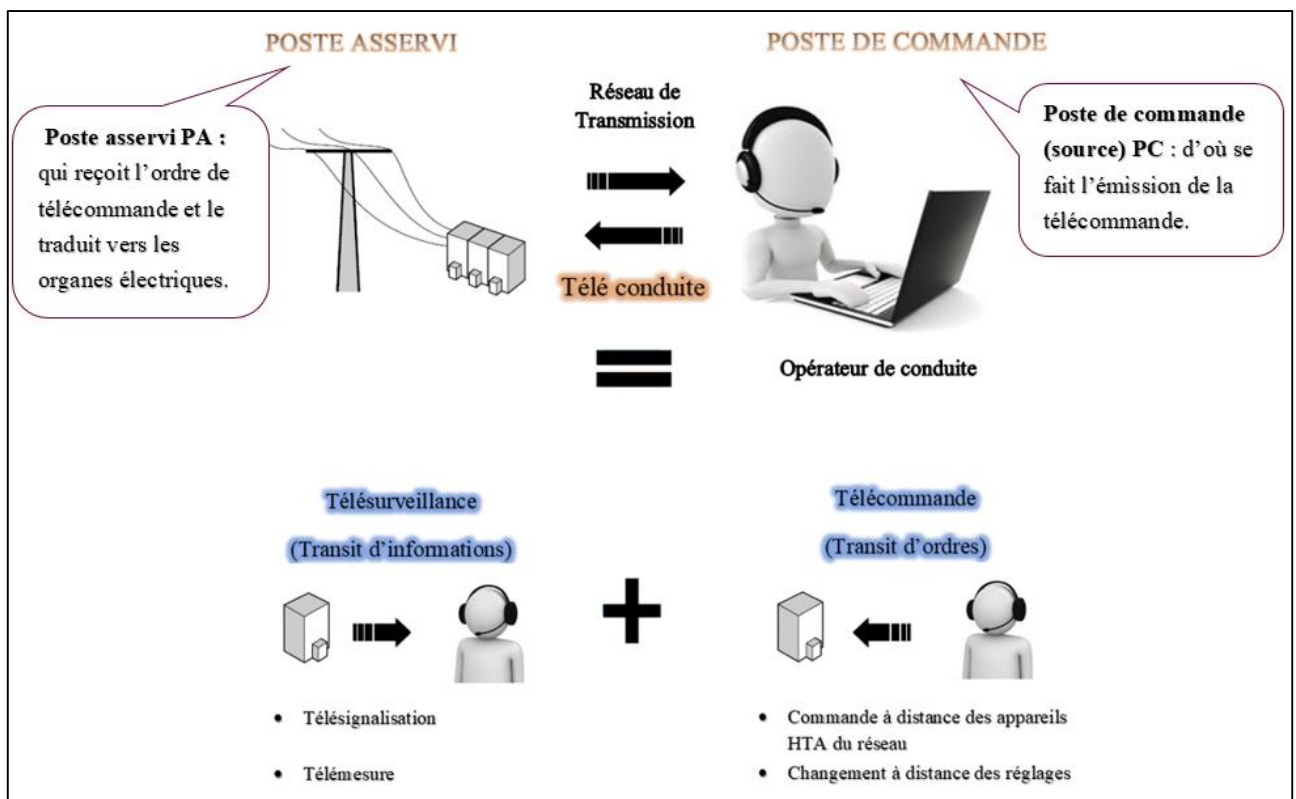 POSTE ASSERVI
POSTE DE COMMANDE
Poste asservi PA :
qui reçoit l’ordre de
télécommande et le
traduit vers les
organes électriques.
Réseau de
Transmission
Télé conduite
Poste de commande
(source) PC : d’où se
fait l’émission de la
télécommande.
Opérateur de conduite
Télésurveillance
(Transit d’informations)
• Télésignalisation
• Télémesure
Télécommande
(Transit d’ordres)
• Commande à distance des appareils
HTA du réseau
• Changement à distance des réglages